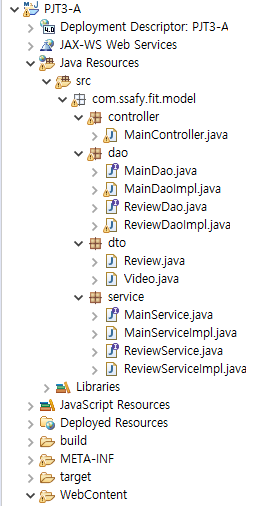 PJT3-A
Deployment Descriptor: PJT3-A
JAX-WS Web Services
Java Resources
src
com.ssafy.fit.model
controller
MainController.java
dao
MainDao.java
MainDaoImpl.java
ReviewDao.java
ReviewDaoImpl.java
dto
Review.java
Video.java
service
MainService.java
MainServiceImpl.java
ReviewService.java
ReviewServiceImpl.java
Libraries
JavaScript Resources
Deployed Resources
build
META-INF
target
WebContent